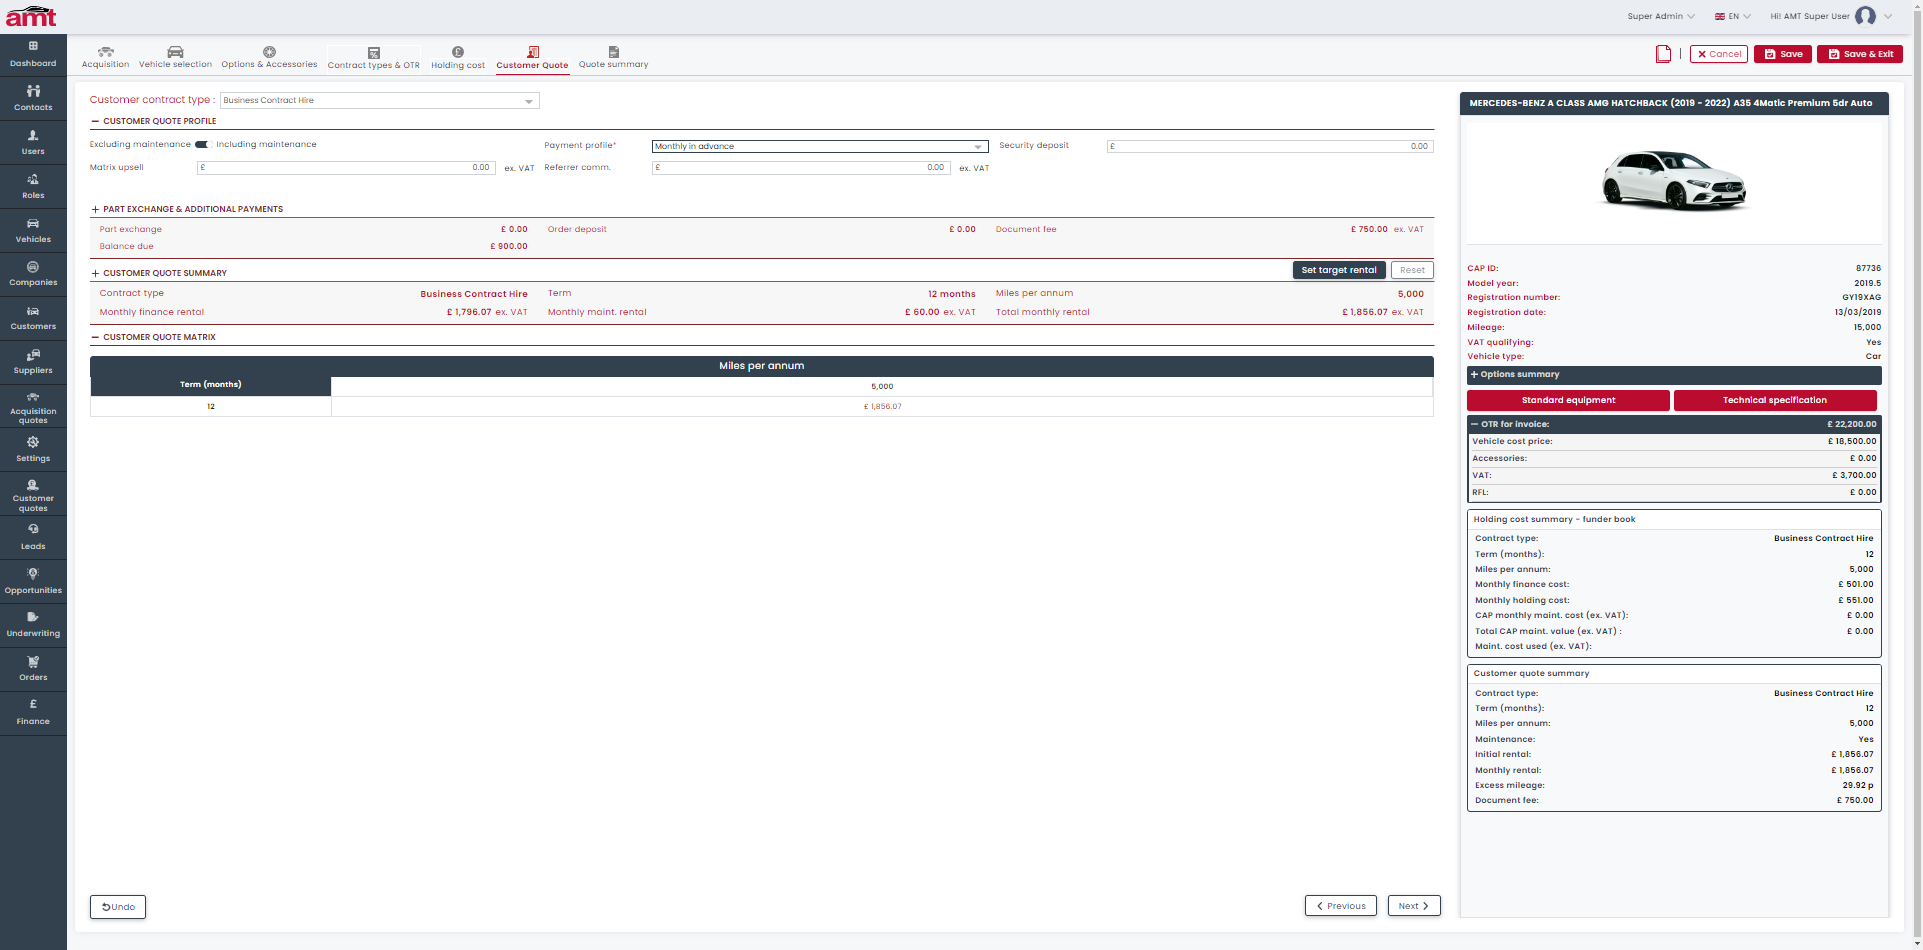 amt
Super Admin
EN
Hi! AMT Super User
Dashboard
Contacts
Users
Roles
Vehicles
Companies
Customers
Suppliers
Acquisition
quotes
Settings
Customer
quotes
Leads
Opportunities
Underwriting
Orders
Finance
Acquisition
Vehicle selection
Options & Accessories
Contract types & OTR
Holding cost
Customer Quote
Quote summary
Cancel
Save
Save & Exit
Customer contract type : Business Contract Hire
CUSTOMER QUOTE PROFILE
Excluding maintenance Including maintenance
Payment profile* Monthly in advance
Security deposit £ 0.00
Matrix upsell £ 0.00 ex. VAT
Referrer comm. £ 0.00 ex. VAT
+ PART EXCHANGE & ADDITIONAL PAYMENTS
Part exchange £ 0.00
Order deposit £ 0.00
Document fee £ 750.00 ex. VAT
Balance due £ 900.00
+ CUSTOMER QUOTE SUMMARY
Set target rental
Reset
Contract type Business Contract Hire
Term 12 months
Miles per annum 5,000
Monthly finance rental £ 1,796.07 ex. VAT
Monthly maint. rental £ 60.00 ex. VAT
Total monthly rental £ 1,856.07 ex. VAT
CUSTOMER QUOTE MATRIX
Miles per annum
Term (months)
5,000
12
£ 1,856.07
Undo
Previous
Next
MERCEDES-BENZ A CLASS AMG HATCHBACK (2019 - 2022) A35 4Matic Premium 5dr Auto
CAP ID: 87736
Model year: 2019.5
Registration number: GY19XAG
Registration date: 13/03/2019
Mileage: 15,000
VAT qualifying: Yes
Vehicle type: Car
+ Options summary
Standard equipment
Technical specification
OTR for invoice: £ 22,200.00
Vehicle cost price: £ 18,500.00
Accessories: £ 0.00
VAT: £ 3,700.00
RFL: £ 0.00
Holding cost summary - funder book
Contract type: Business Contract Hire
Term (months): 12
Miles per annum: 5,000
Monthly finance cost: £ 501.00
Monthly holding cost: £ 551.00
CAP monthly maint. cost (ex. VAT): £ 0.00
Total CAP maint. value (ex. VAT) : £ 0.00
Maint. cost used (ex. VAT):
Customer quote summary
Contract type: Business Contract Hire
Term (months): 12
Miles per annum: 5,000
Maintenance: Yes
Initial rental: £ 1,856.07
Monthly rental: £ 1,856.07
Excess mileage: 29.92 p
Document fee: £ 750.00